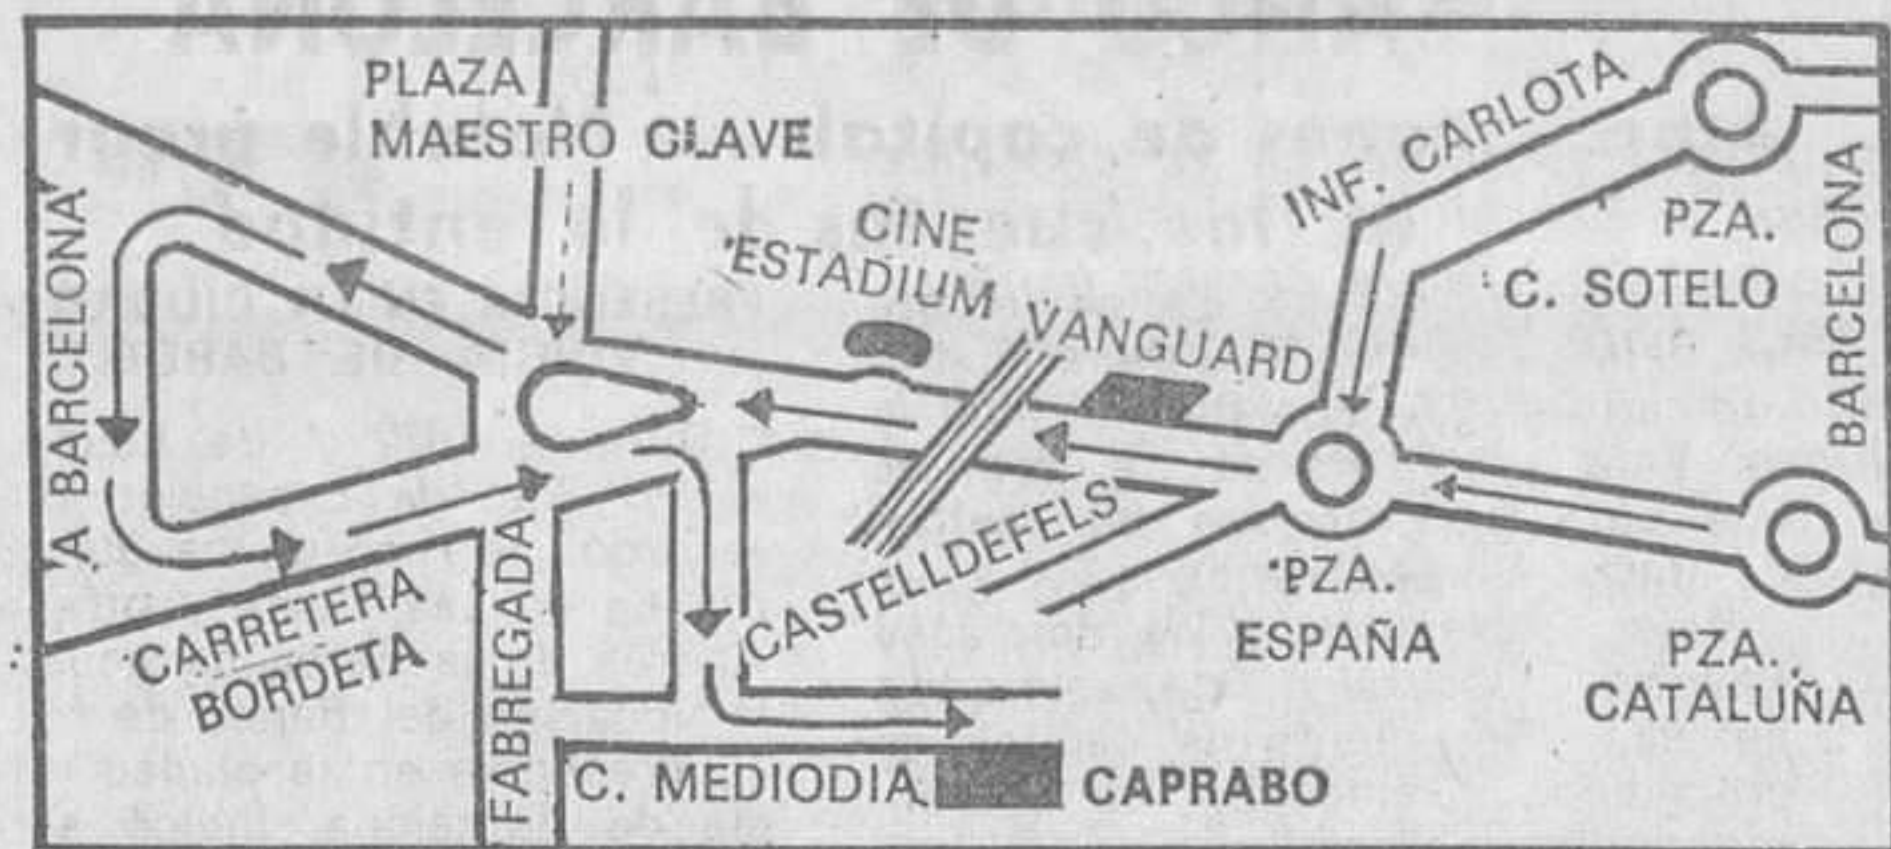 PLAZA
MAESTRO CLAVE
CINE
ESTADIUM
VANGUARD
INF. CARLOTA
PZA.
C. SOTELO
BARCELONA
A BARCELONA
CARRETERA
BORDETA
FABREGADA
CASTELLDEFELS
PZA.
ESPAÑA
PZA.
CATALUÑA
C. MEDIODIA
CAPRABO